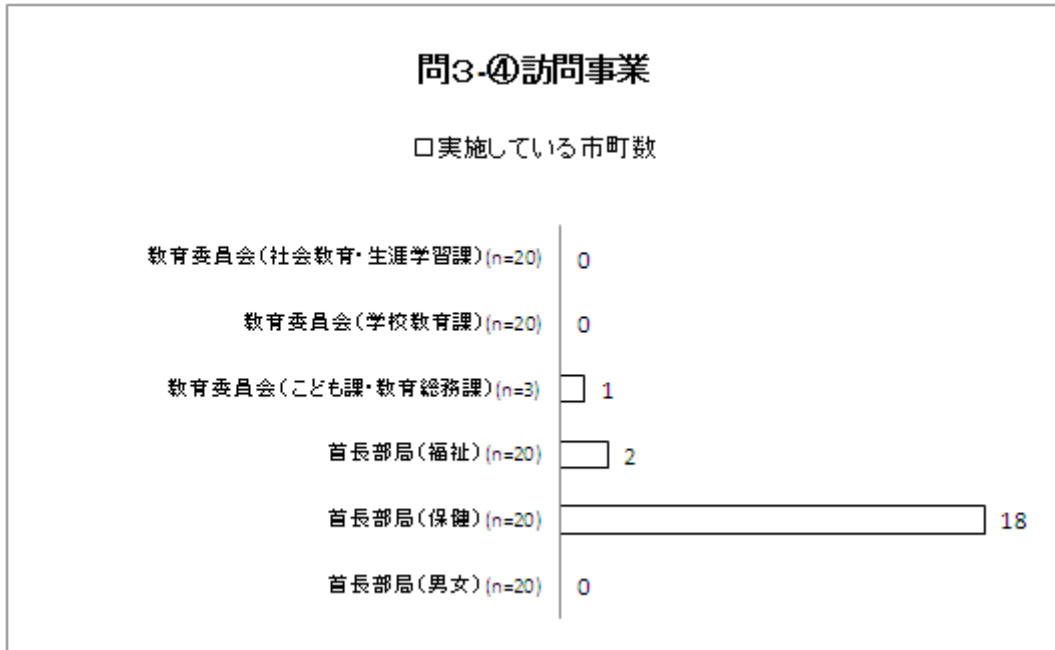 問3-④訪問事業
□実施している市町数
教育委員会(社会教育・生涯学習課)(n=20) 0
教育委員会(学校教育課)(n=20) 0
教育委員会(こども課・教育総務課)(n=3) 1
首長部局(福祉)(n=20) 2
首長部局(保健)(n=20) 18
首長部局(男女)(n=20) 0